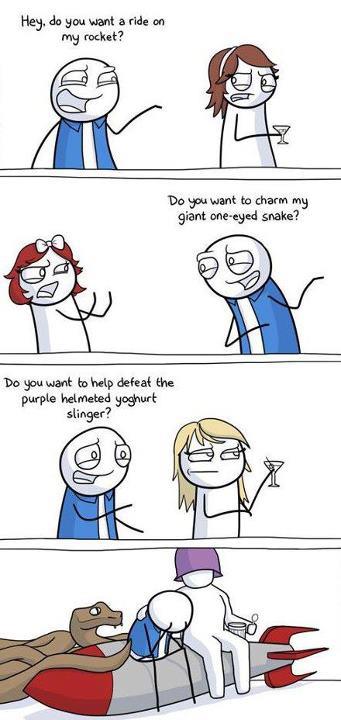 Hey, do you want a ride on
my rocket?
Do you want to charm my
giant one-eyed snake?
Do you want to help defeat the
purple helmeted yoghurt
slinger?